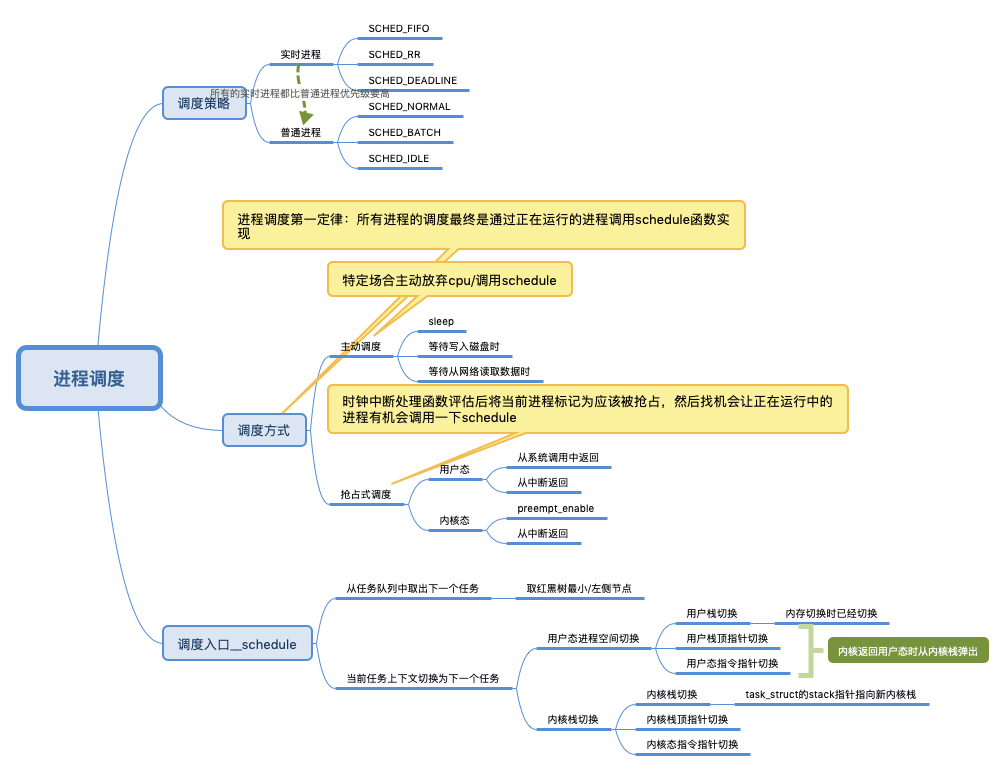 进程调度
调度策略
实时进程
SCHED_FIFO
SCHED_RR
SCHED_DEADLINE
所有的实时进程都比普通进程优先级要高
普通进程
SCHED_NORMAL
SCHED_BATCH
SCHED_IDLE
进程调度第一定律：所有进程的调度最终是通过正在运行的进程调用schedule函数实
现
特定场合主动放弃cpu/调用schedule
调度方式
主动调度
sleep
等待写入磁盘时
等待从网络读取数据时
时钟中断处理函数评估后将当前进程标记为应该被抢占，然后找机会让正在运行中的
进程有机会调用一下schedule
抢占式调度
用户态
从系统调用中返回
从中断返回
内核态
preempt_enable
从中断返回
调度入口__schedule
从任务队列中取出下一个任务
取红黑树最小/左侧节点
当前任务上下文切换为下一个任务
用户态进程空间切换
用户栈切换
内存切换时已经切换
用户栈顶指针切换
用户态指令指针切换
内核返回用户态时从内核栈弹出
内核栈切换
内核栈切换
task_struct的stack指针指向新内核栈
内核栈顶指针切换
内核态指令指针切换